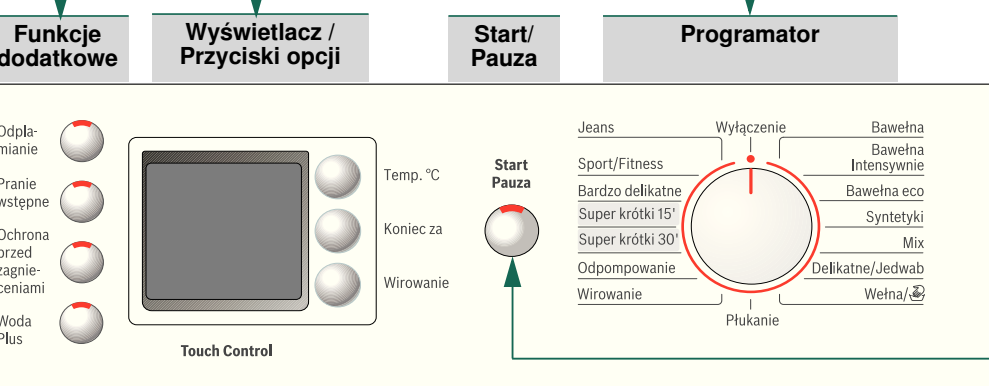 Funkcje
dodatkowe
Wyświetlacz /
Przyciski opcji
Start/
Pauza
Programator
Odpla-
mianie
Pranie
wstępne
Ochrona
przed
zagnie-
ceniami
Woda
Plus
Temp. °C
Koniec za
Wirowanie
Touch Control
Start
Pauza
Wyłączenie
Jeans
Sport/Fitness
Bardzo delikatne
Super krótki 15'
Super krótki 30'
Odpompowanie
Wirowanie
Płukanie
Bawełna
Bawełna
Intensywnie
Bawełna eco
Syntetyki
Mix
Delikatne/Jedwab
Wełna/